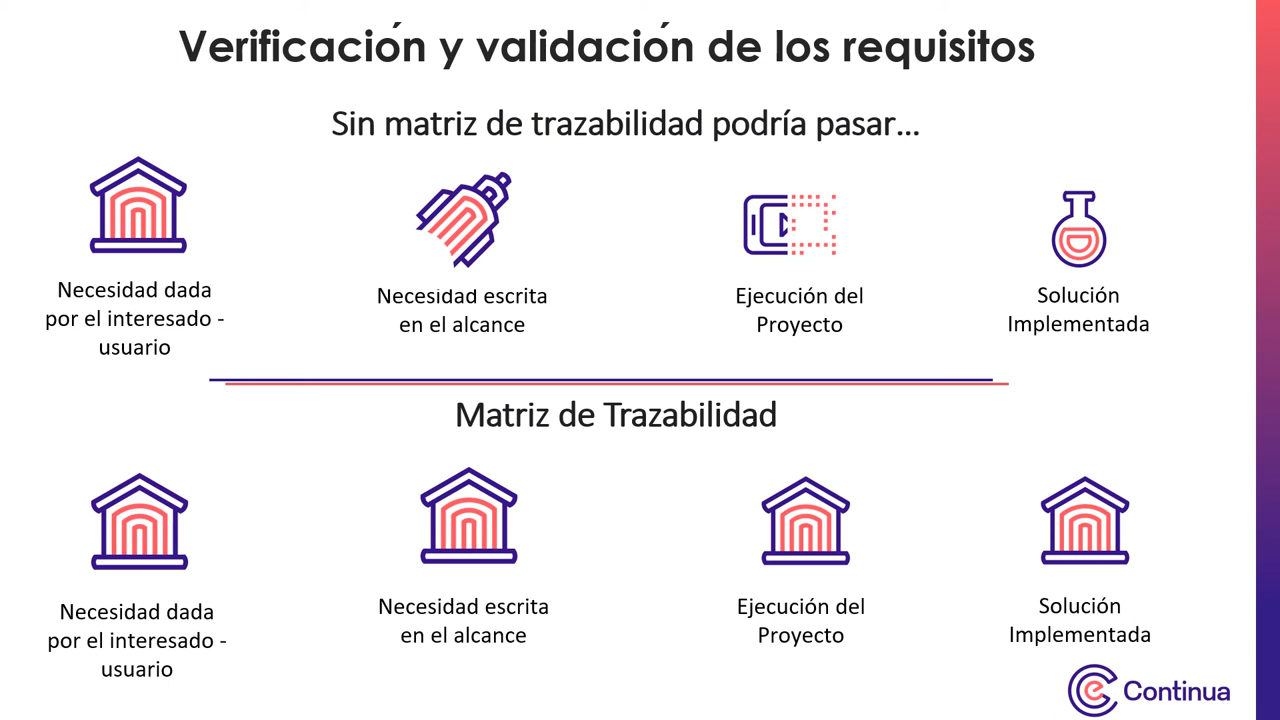 Verificación y validación de los requisitos
Sin matriz de trazabilidad podría pasar...
Necesidad dada
por el interesado -
usuario
Necesidad escrita
en el alcance
Ejecución del
Proyecto
Solución
Implementada
Matriz de Trazabilidad
Necesidad dada
por el interesado -
usuario
Necesidad escrita
en el alcance
Ejecución del
Proyecto
Solución
Implementada
e Continua